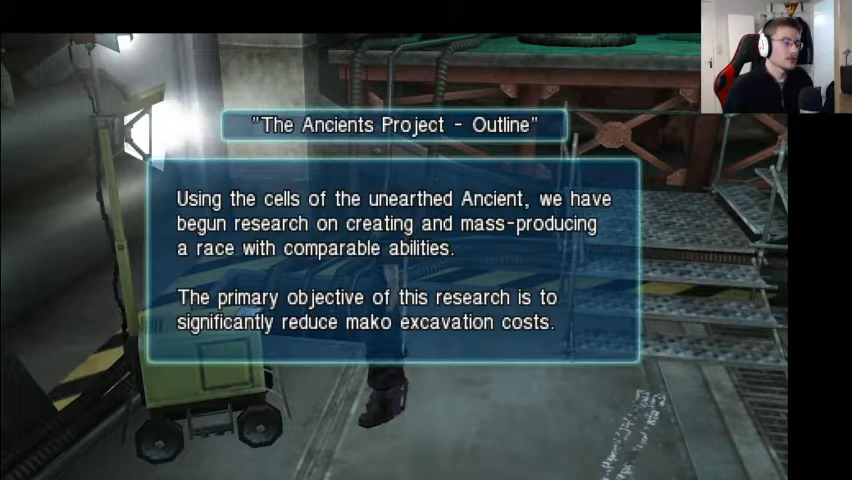 "The Ancients Project - Outline"
Using the cells of the unearthed Ancient, we have
begun research on creating and mass-producing
a race with comparable abilities.
The primary objective of this research is to
significantly reduce mako excavation costs.